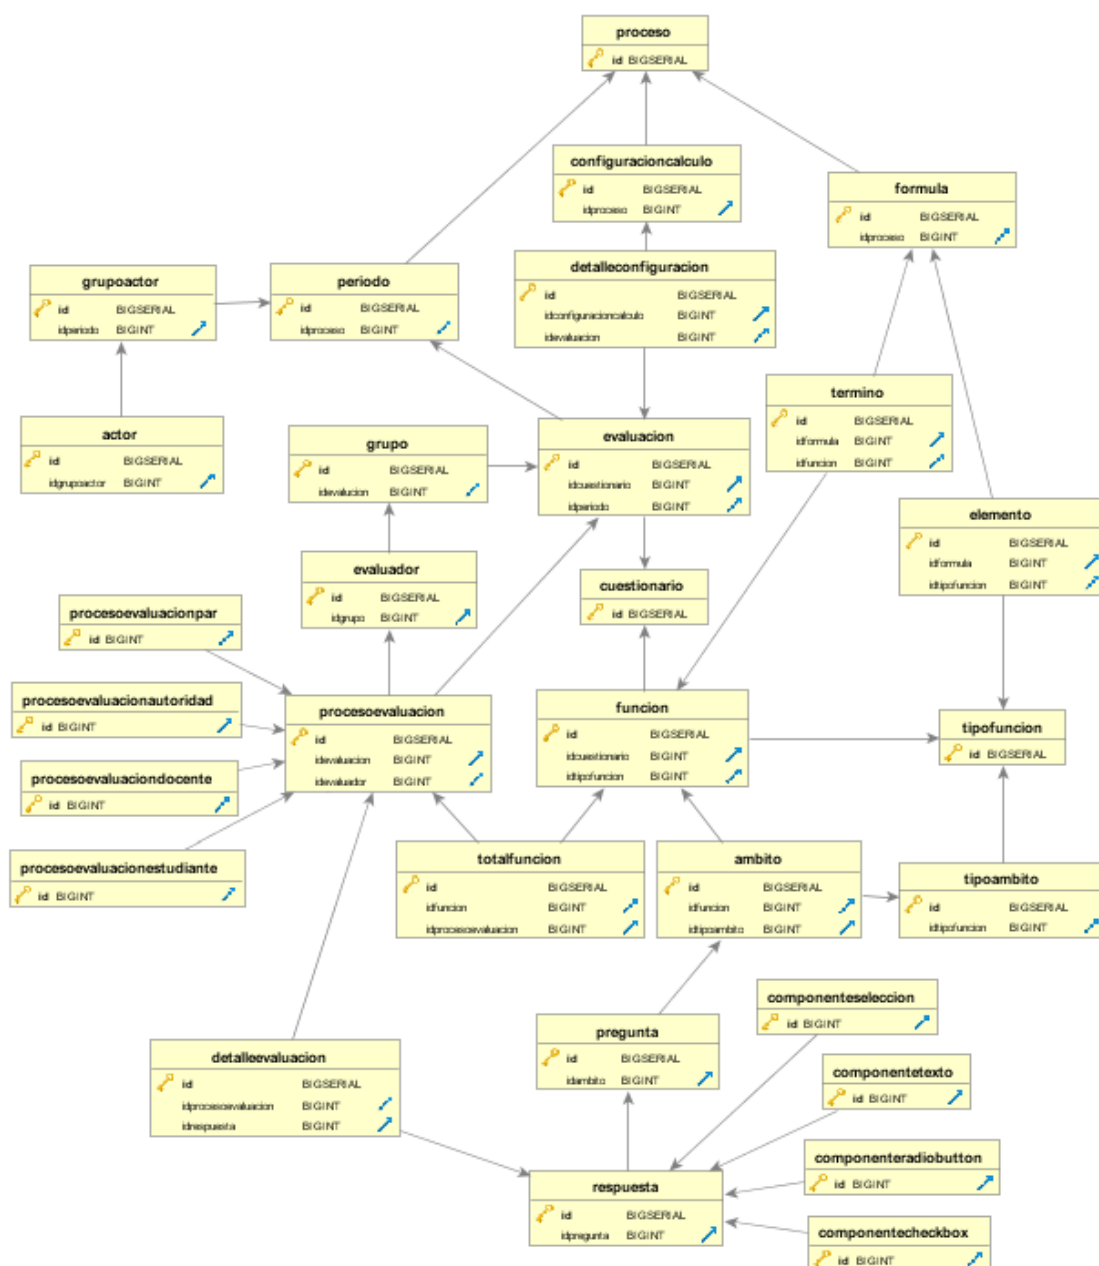 proceso
id BIGSERIAL
configuracioncalculo
id BIGSERIAL
idproceso BIGINT
formula
id BIGSERIAL
idproceso BIGINT
detalleconfiguracion
id BIGSERIAL
idconfiguracioncalculo BIGINT
idevaluacion BIGINT
grupoactor
id BIGSERIAL
idperiodo BIGINT
periodo
id BIGSERIAL
idproceso BIGINT
termino
id BIGSERIAL
idformula BIGINT
idfuncion BIGINT
actor
id BIGSERIAL
idgrupoactor BIGINT
grupo
id BIGSERIAL
idevalucion BIGINT
evaluacion
id BIGSERIAL
idcuestionario BIGINT
idperiodo BIGINT
elemento
id BIGSERIAL
idformula BIGINT
idtipofuncion BIGINT
evaluador
id BIGSERIAL
idgrupo BIGINT
cuestionario
id BIGSERIAL
procesoevaluacionpar
id BIGINT
procesoevaluacionautoridad
id BIGINT
procesoevaluacion
id BIGSERIAL
idevaluacion BIGINT
idevaluador BIGINT
funcion
id BIGSERIAL
idcuestionario BIGINT
idtipofuncion BIGINT
tipofuncion
id BIGSERIAL
procesoevaluaciondocente
id BIGINT
procesoevaluacionestudiante
id BIGINT
totalfuncion
id BIGSERIAL
idfuncion BIGINT
idprocesoevaluacion BIGINT
ambito
id BIGSERIAL
idfuncion BIGINT
idtipoambito BIGINT
tipoambito
id BIGSERIAL
idtipofuncion BIGINT
componenteseleccion
id BIGINT
pregunta
id BIGSERIAL
idambito BIGINT
detalleevaluacion
id BIGSERIAL
idprocesoevaluacion BIGINT
idrespuesta BIGINT
componentetexto
id BIGINT
componenteradiobutton
id BIGINT
respuesta
id BIGSERIAL
idpregunta BIGINT
componentecheckbox
id BIGINT